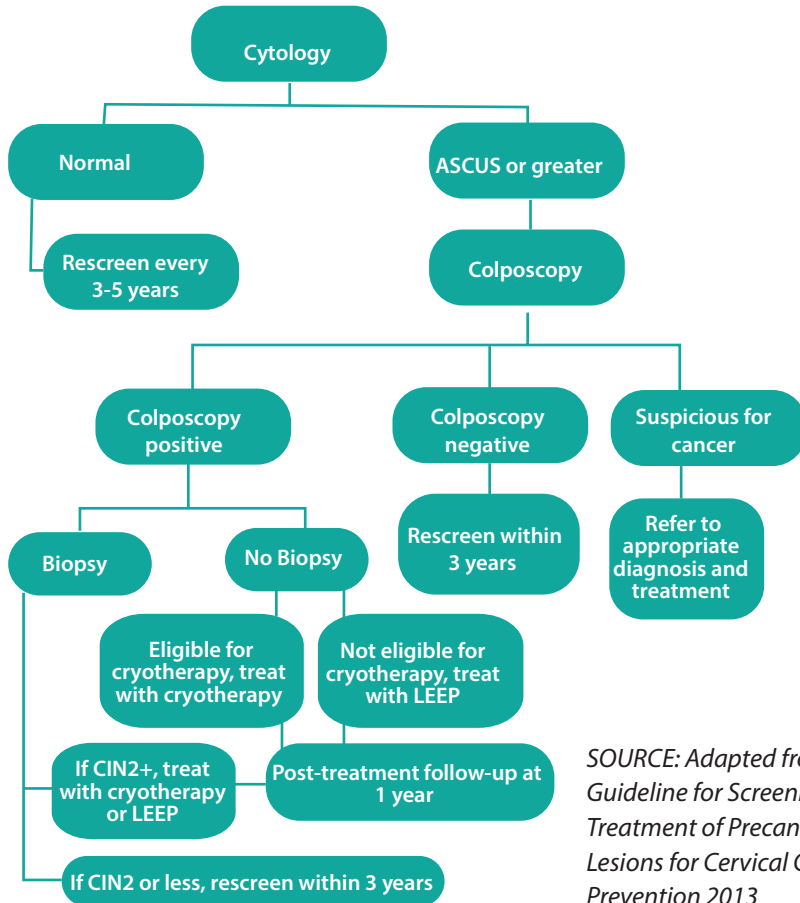 Cytology
Normal
ASCUS or greater
Rescreen every
3-5 years
Colposcopy
Colposcopy
positive
Colposcopy
negative
Suspicious for
cancer
Biopsy
No Biopsy
Rescreen within
3 years
Refer to
appropriate
diagnosis and
treatment
Eligible for
cryotherapy, treat
with cryotherapy
Not eligible for
cryotherapy, treat
with LEEP
If CIN2+, treat
with cryotherapy
or LEEP
Post-treatment follow-up at
1 year
If CIN2 or less, rescreen within 3 years
SOURCE: Adapted
Guideline for
Treatment of
Lesions for Cervical
Prevention 2013